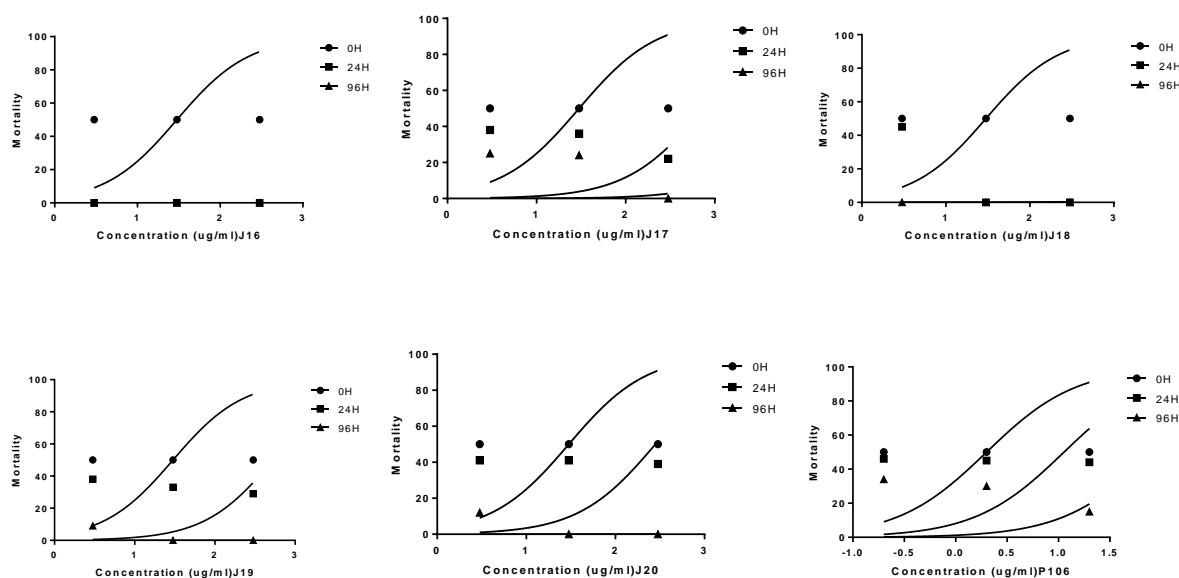 100
80
60
40
20
0
Mortality
0 1 2 3
Concentration (ug/ml)J16
0H
24H
96H
100
80
60
40
20
0
Mortality
0 1 2 3
Concentration (ug/ml)J17
0H
24H
96H
100
80
60
40
20
0
Mortality
0 1 2 3
Concentration (ug/ml)J18
0H
24H
96H
100
80
60
40
20
0
Mortality
0 1 2 3
Concentration (ug/ml)J19
0H
24H
96H
100
80
60
40
20
0
Mortality
0 1 2 3
Concentration (ug/ml)J20
0H
24H
96H
100
80
60
40
20
0
Mortality
-1.0 -0.5 0.0 0.5 1.0 1.5
Concentration (ug/ml)P106
0H
24H
96H